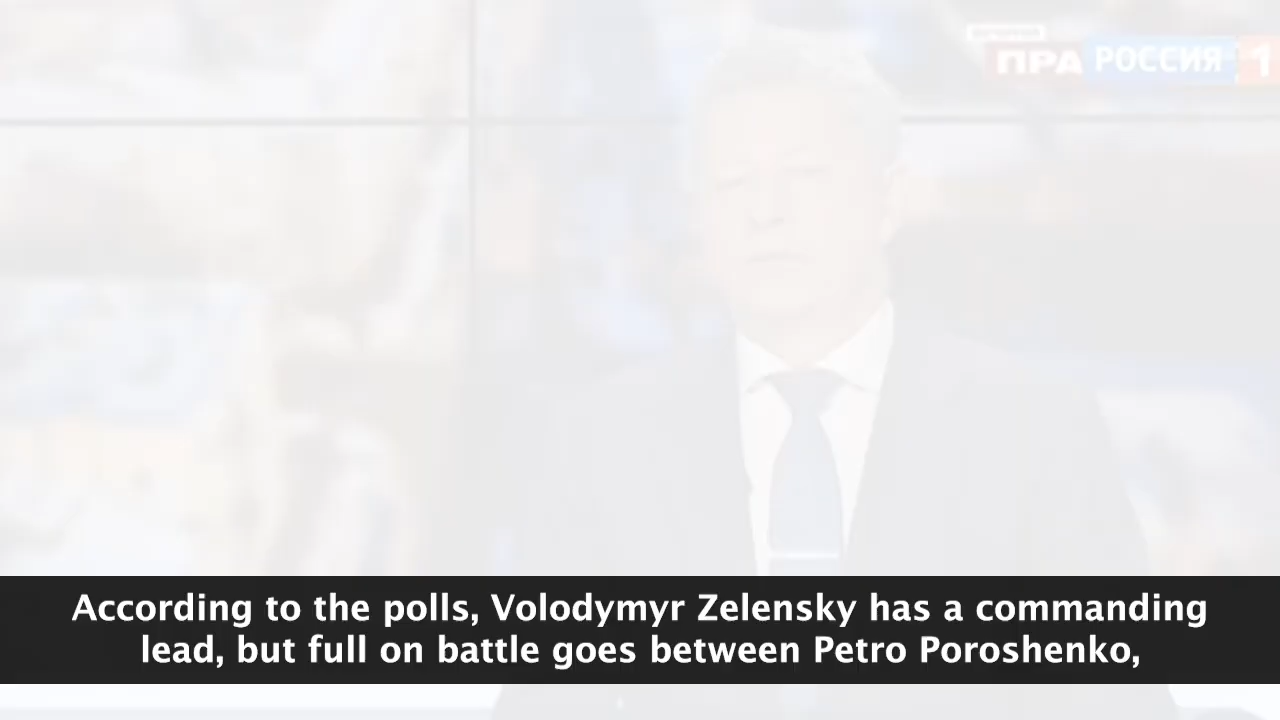 ПРА РОССИЯ 1
According to the polls, Volodymyr Zelensky has a commanding
lead, but full on battle goes between Petro Poroshenko,